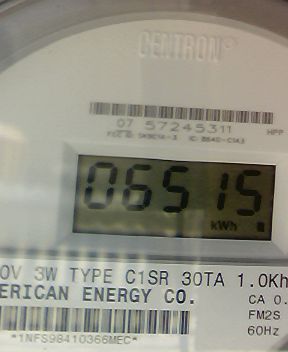 CENTRON®
07 57245311
HPP
06515
kWh
0V 3W TYPE C1SR 30TA 1.0Kh
ERICAN ENERGY CO.
CA 0.
FM2S
60Hz
*1NFS98410366MEC*